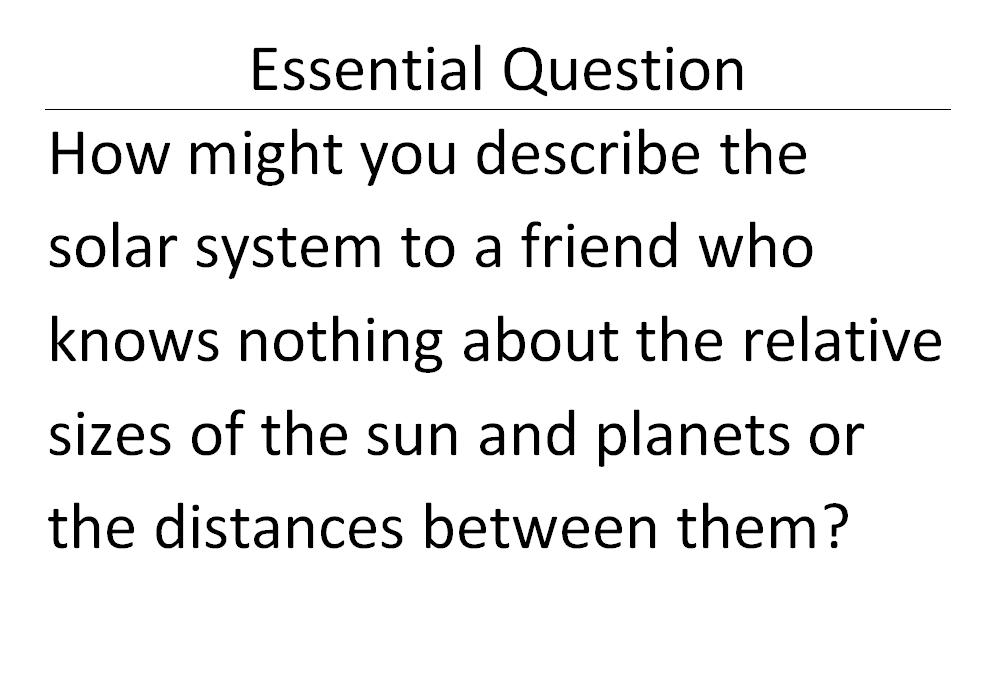 Essential Question
How might you describe the
solar system to a friend who
knows nothing about the relative
sizes of the sun and planets or
the distances between them?